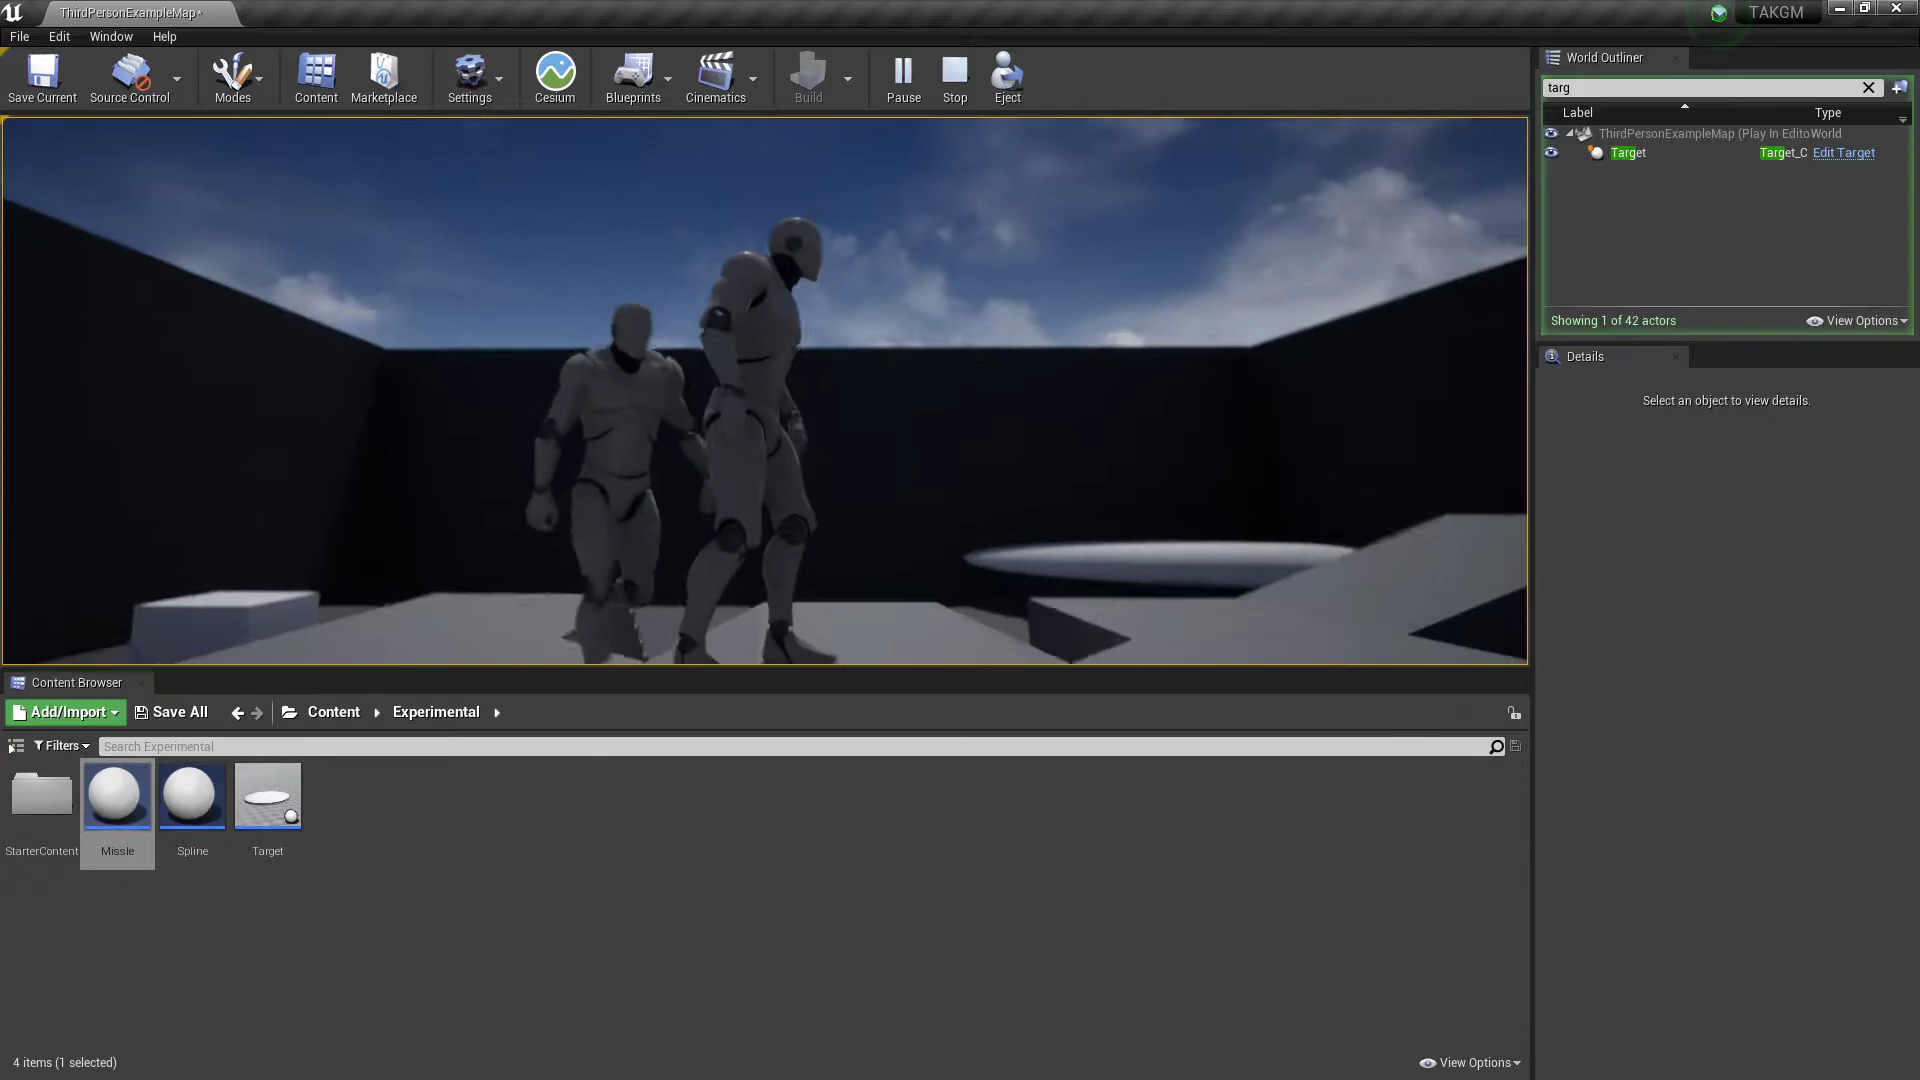 ThirdPersonExampleMap*
TAKGM
File Edit Window Help
Save Current Source Control Modes Content Marketplace Settings Cesium Blueprints Cinematics Build Pause Stop Eject
World Outliner
targ
Label Type
ThirdPersonExampleMap (Play In Edito World
Target Target_C Edit Target
Showing 1 of 42 actors View Options
Details
Select an object to view details.
Content Browser
Add/Import Save All Content Experimental
Filters Search Experimental
StarterContent Missle Spline Target
4 items (1 selected) View Options